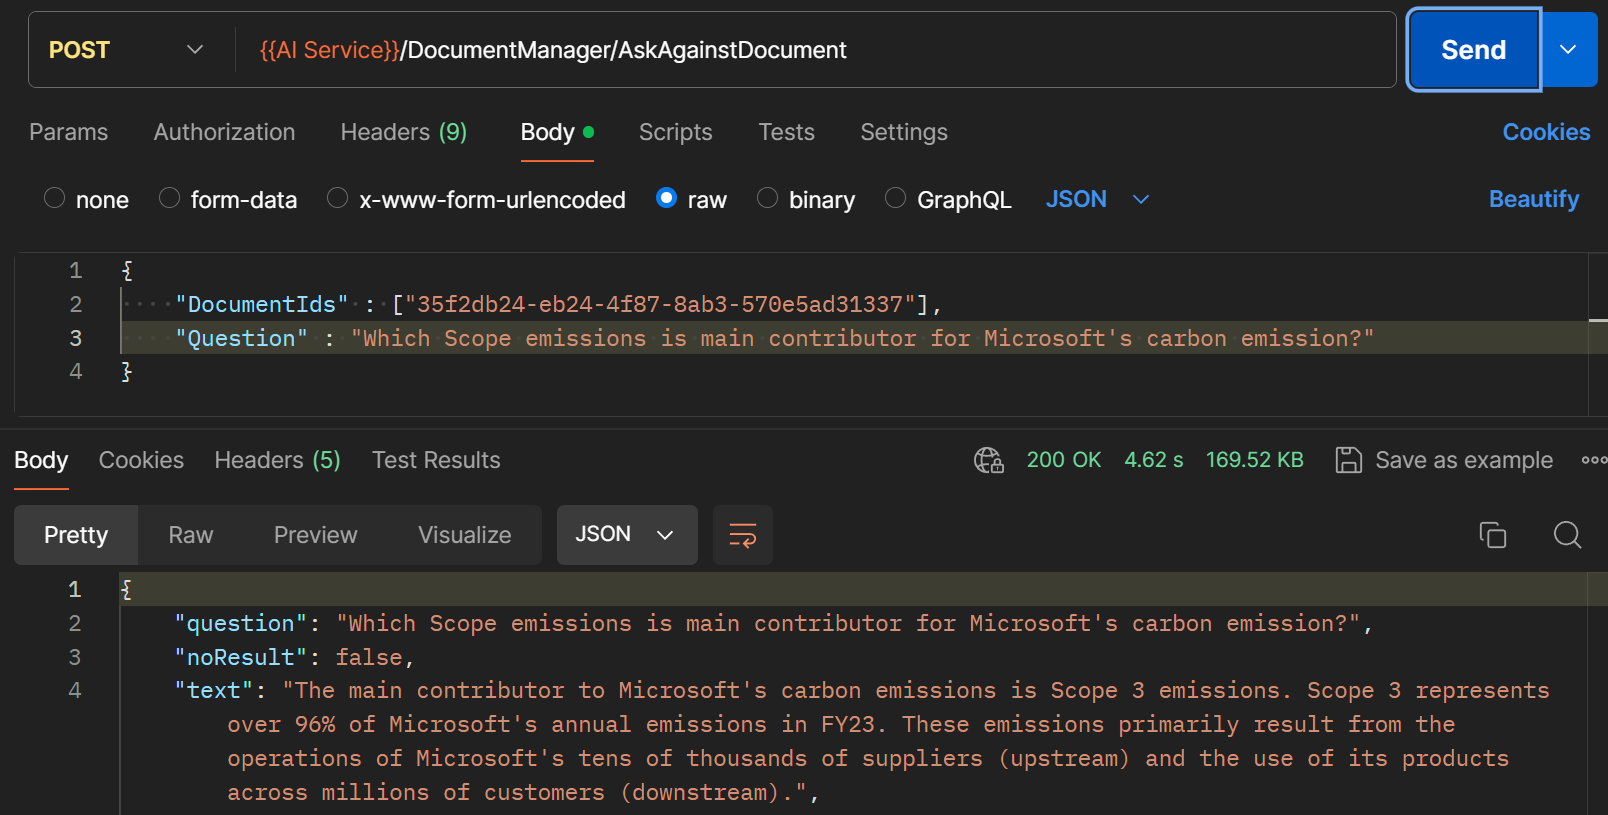 POST {{AI Service}}/DocumentManager/AskAgainstDocument Send
Params Authorization Headers (9) Body Scripts Tests Settings Cookies
none form-data x-www-form-urlencoded raw binary GraphQL JSON Beautify
1 {
2 "DocumentIds" : ["35f2db24-eb24-4f87-8ab3-570e5ad31337"],
3 "Question" : "Which Scope emissions is main contributor for Microsoft's carbon emission?"
4 }
Body Cookies Headers (5) Test Results 200 OK 4.62 s 169.52 KB Save as example
Pretty Raw Preview Visualize JSON
1 {
2 "question": "Which Scope emissions is main contributor for Microsoft's carbon emission?",
3 "noResult": false,
4 "text": "The main contributor to Microsoft's carbon emissions is Scope 3 emissions. Scope 3 represents
over 96% of Microsoft's annual emissions in FY23. These emissions primarily result from the
operations of Microsoft's tens of thousands of suppliers (upstream) and the use of its products
across millions of customers (downstream).",